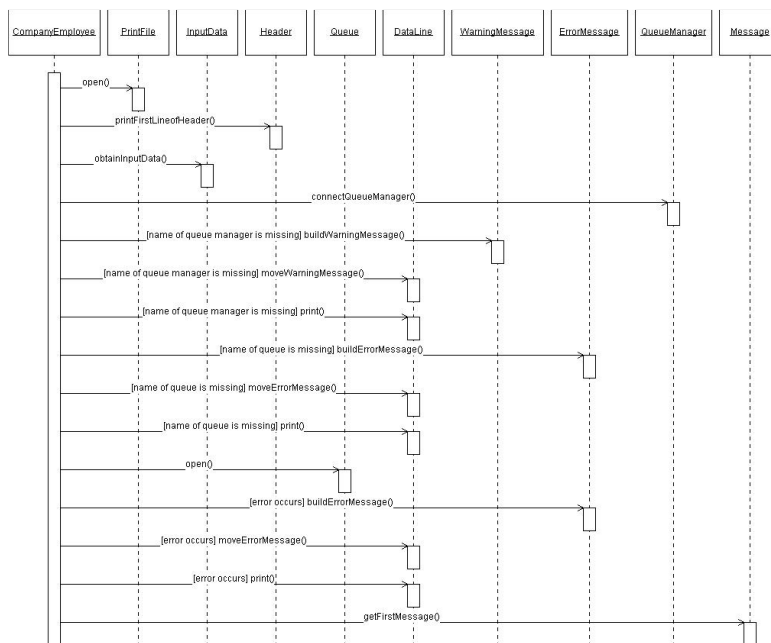 CompanyEmployee
PrintFile
InputData
Header
Queue
DataLine
WarningMessage
ErrorMessage
QueueManager
Message
open()
printFirstLineofHeader()
obtainInputData()
connectQueueManager()
[name of queue manager is missing] buildWarningMessage()
[name of queue manager is missing] moveWarningMessage()
[name of queue manager is missing] print()
[name of queue is missing] buildErrorMessage()
[name of queue is missing] moveErrorMessage()
[name of queue is missing] print()
open()
[error occurs] buildErrorMessage()
[error occurs] moveErrorMessage()
[error occurs] print()
getFirstMessage()